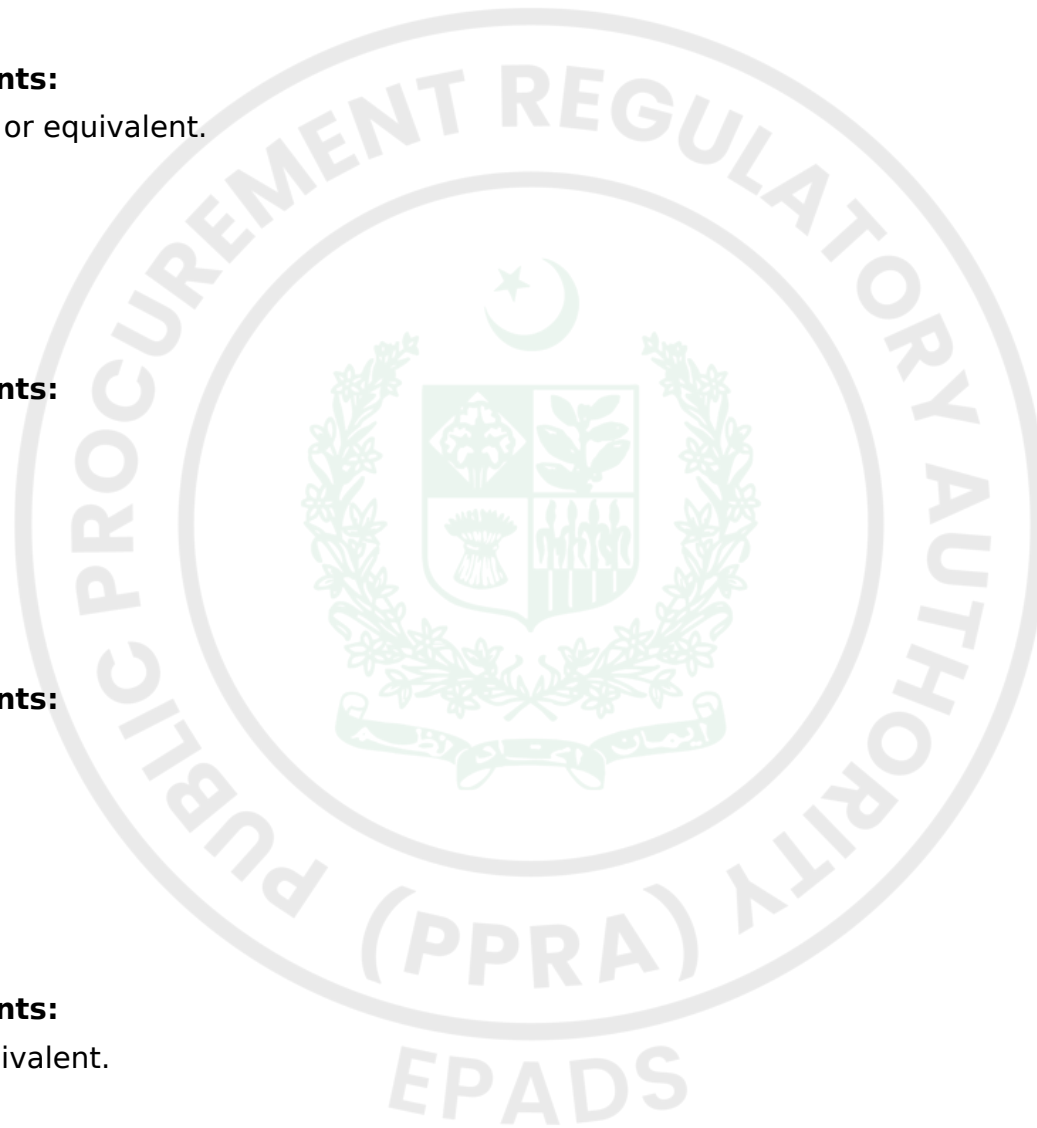 nts:
or equivalent.
nts:
nts:
nts:
ivalent.
PUBLIC PROCUREMENT REGULATORY AUTHORITY
(PPRA)
EPADS